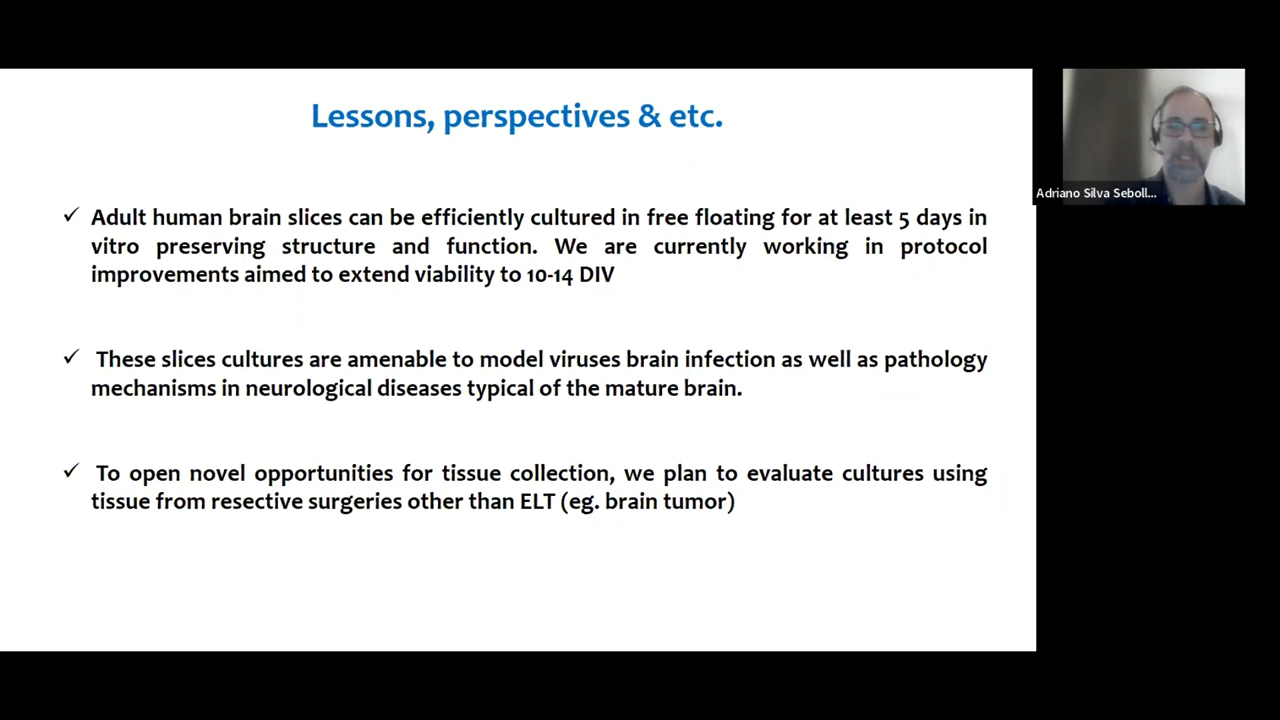 Lessons, perspectives & etc.
✓ Adult human brain slices can be efficiently cultured in free floating for at least 5 days in
vitro preserving structure and function. We are currently working in protocol
improvements aimed to extend viability to 10-14 DIV
✓ These slices cultures are amenable to model viruses brain infection as well as pathology
mechanisms in neurological diseases typical of the mature brain.
✓ To open novel opportunities for tissue collection, we plan to evaluate cultures using
tissue from resective surgeries other than ELT (eg. brain tumor)
Adriano Silva Seboll...